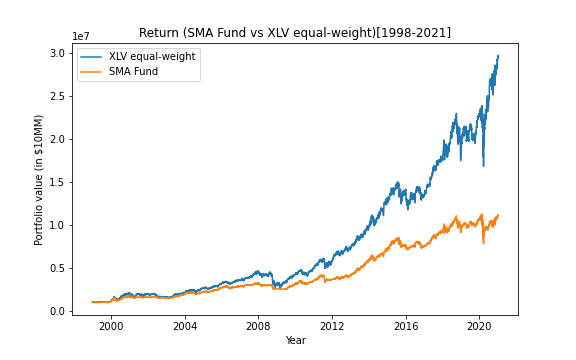 Return (SMA Fund vs XLV equal-weight)[1998-2021]
1e7
XLV equal-weight
SMA Fund
Portfolio value (in $10MM)
3.0
2.5
2.0
1.5
1.0
0.5
0.0
2000 2004 2008 2012 2016 2020
Year